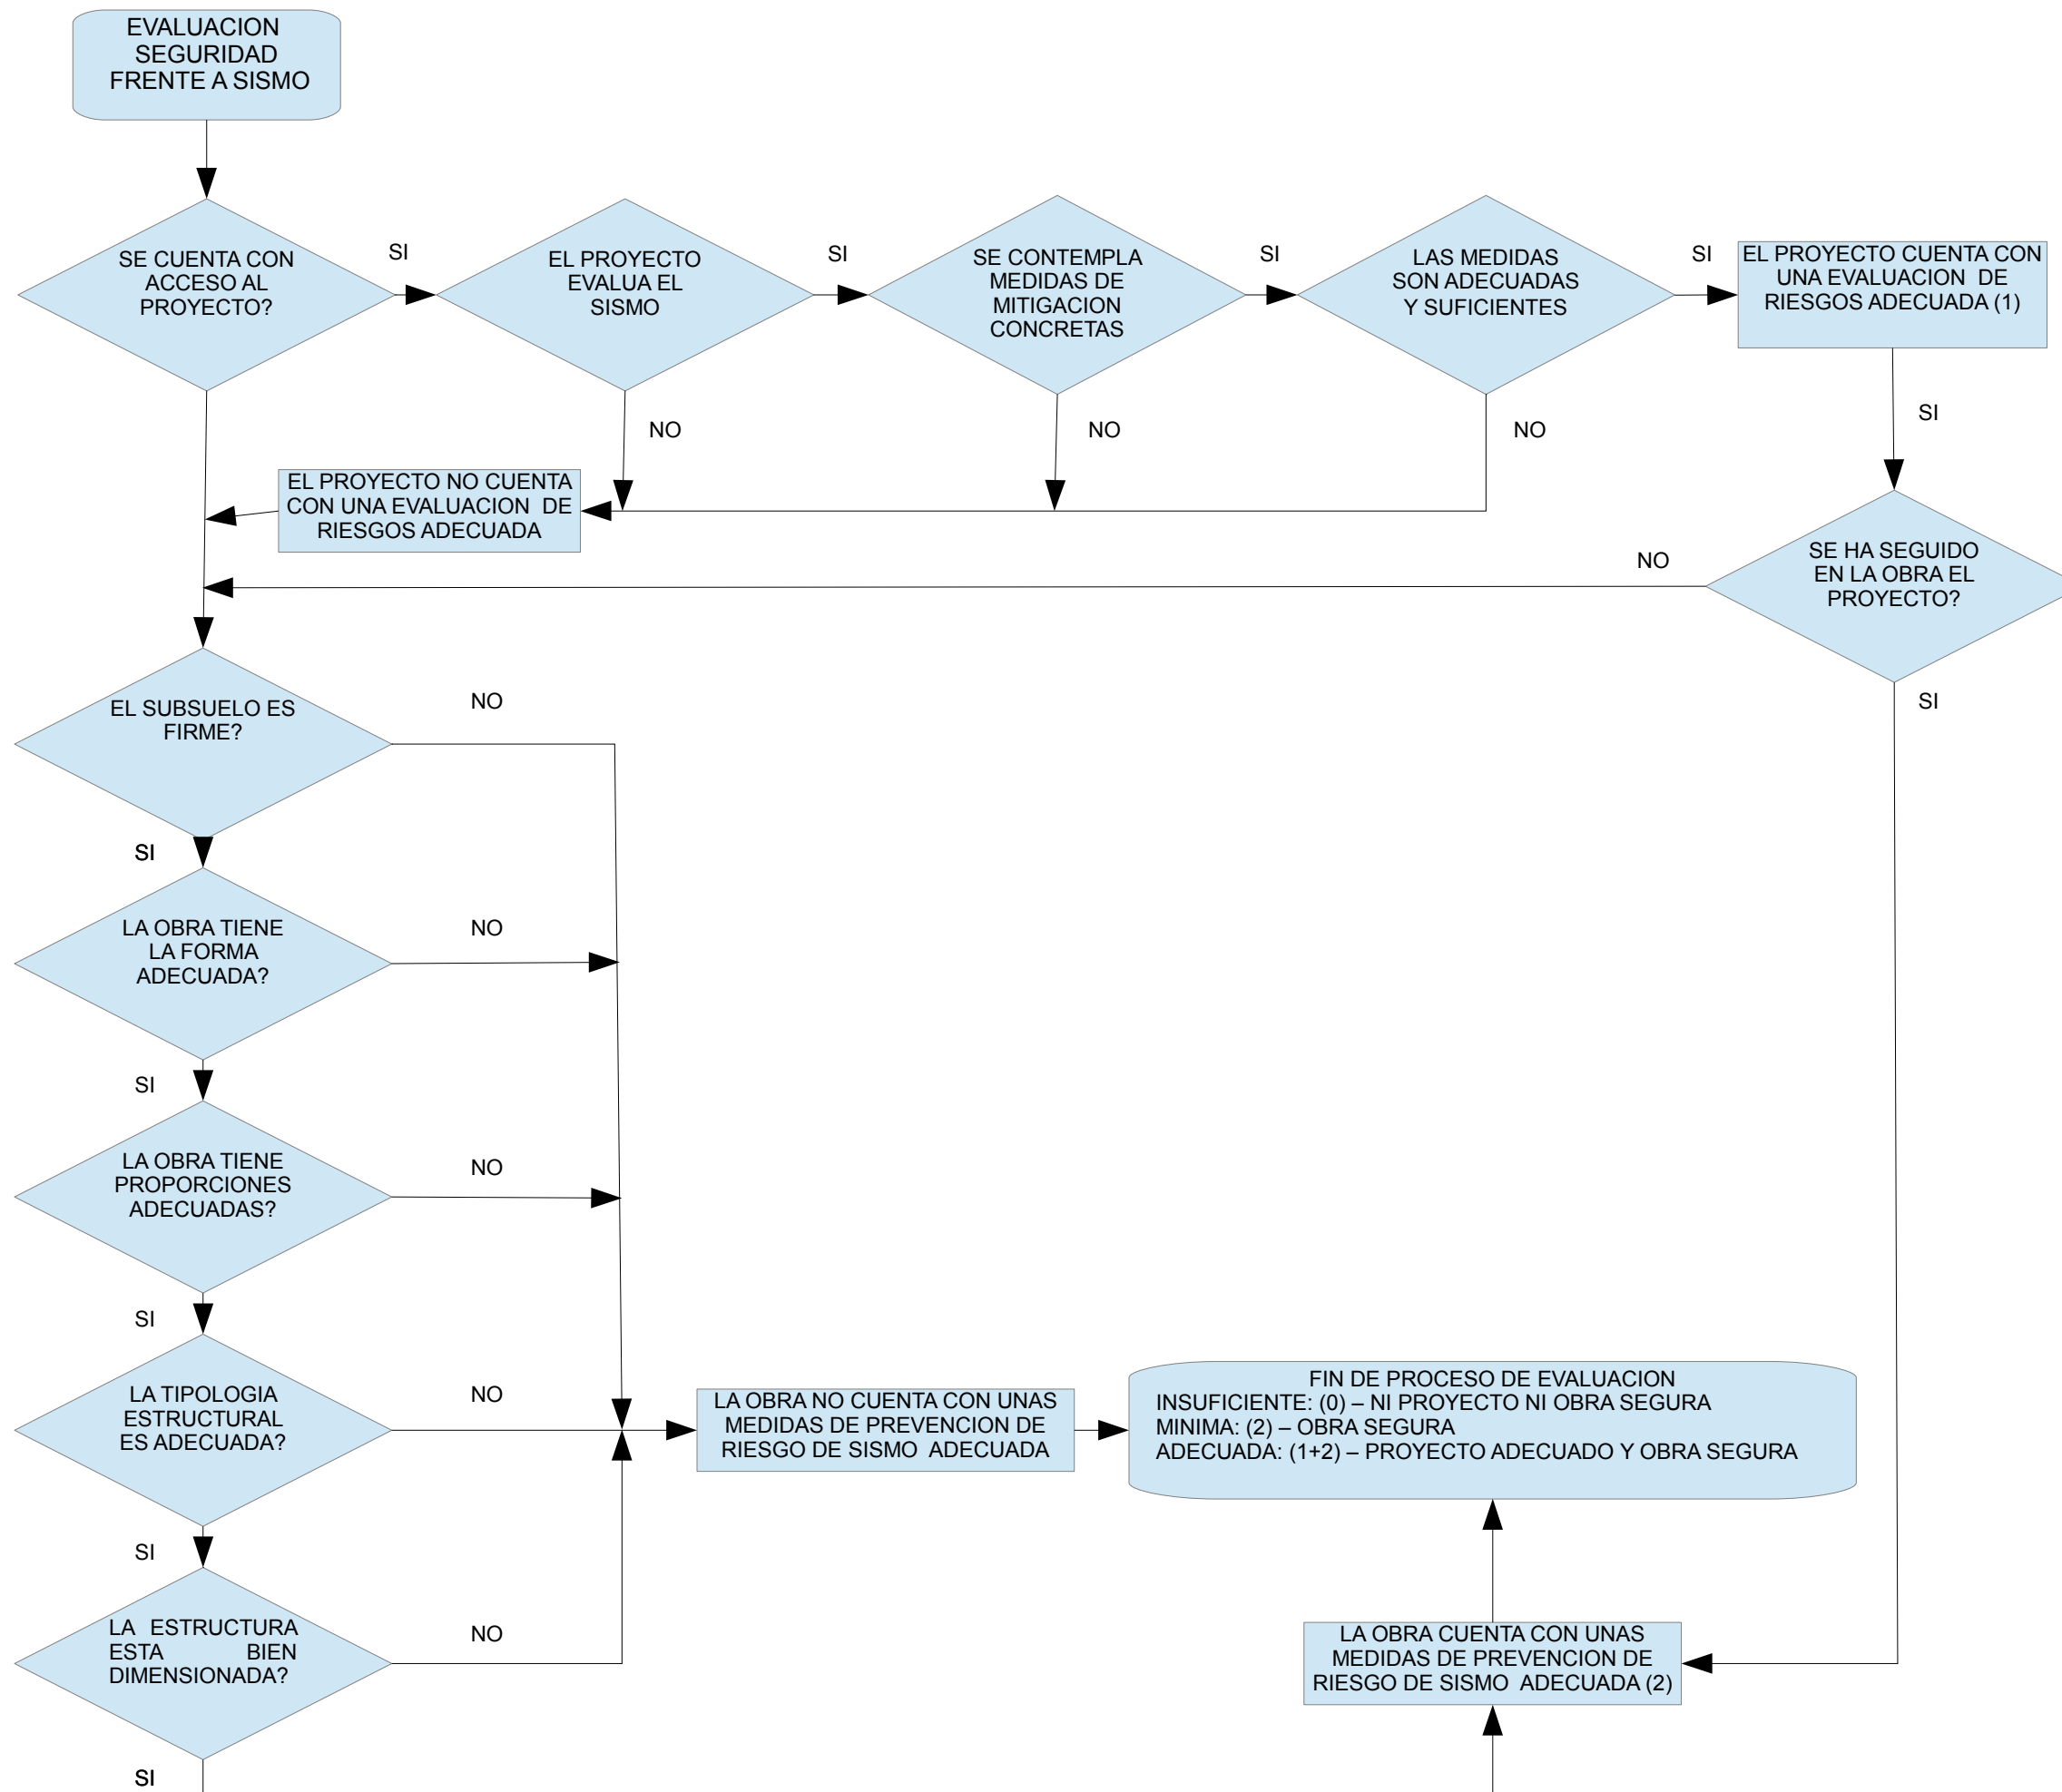 EVALUACION
SEGURIDAD
FRENTE A SISMO
SE CUENTA CON
ACCESO AL
PROYECTO?
SI
EL PROYECTO
EVALUA EL
SISMO
SI
SE CONTEMPLA
MEDIDAS DE
MITIGACION
CONCRETAS
SI
LAS MEDIDAS
SON ADECUADAS
Y SUFICIENTES
SI
EL PROYECTO CUENTA CON
UNA EVALUACION DE
RIESGOS ADECUADA (1)
NO
NO
NO
SI
EL PROYECTO NO CUENTA
CON UNA EVALUACION DE
RIESGOS ADECUADA
NO
SE HA SEGUIDO
EN LA OBRA EL
PROYECTO?
SI
EL SUBSUELO ES
FIRME?
NO
SI
LA OBRA TIENE
LA FORMA
ADECUADA?
NO
SI
LA OBRA TIENE
PROPORCIONES
ADECUADAS?
NO
SI
LA TIPOLOGIA
ESTRUCTURAL
ES ADECUADA?
NO
LA OBRA NO CUENTA CON UNAS
MEDIDAS DE PREVENCION DE
RIESGO DE SISMO ADECUADA
FIN DE PROCESO DE EVALUACION
INSUFICIENTE: (0) – NI PROYECTO NI OBRA SEGURA
MINIMA: (2) – OBRA SEGURA
ADECUADA: (1+2) – PROYECTO ADECUADO Y OBRA SEGURA
SI
LA ESTRUCTURA
ESTA BIEN
DIMENSIONADA?
NO
LA OBRA CUENTA CON UNAS
MEDIDAS DE PREVENCION DE
RIESGO DE SISMO ADECUADA (2)
SI